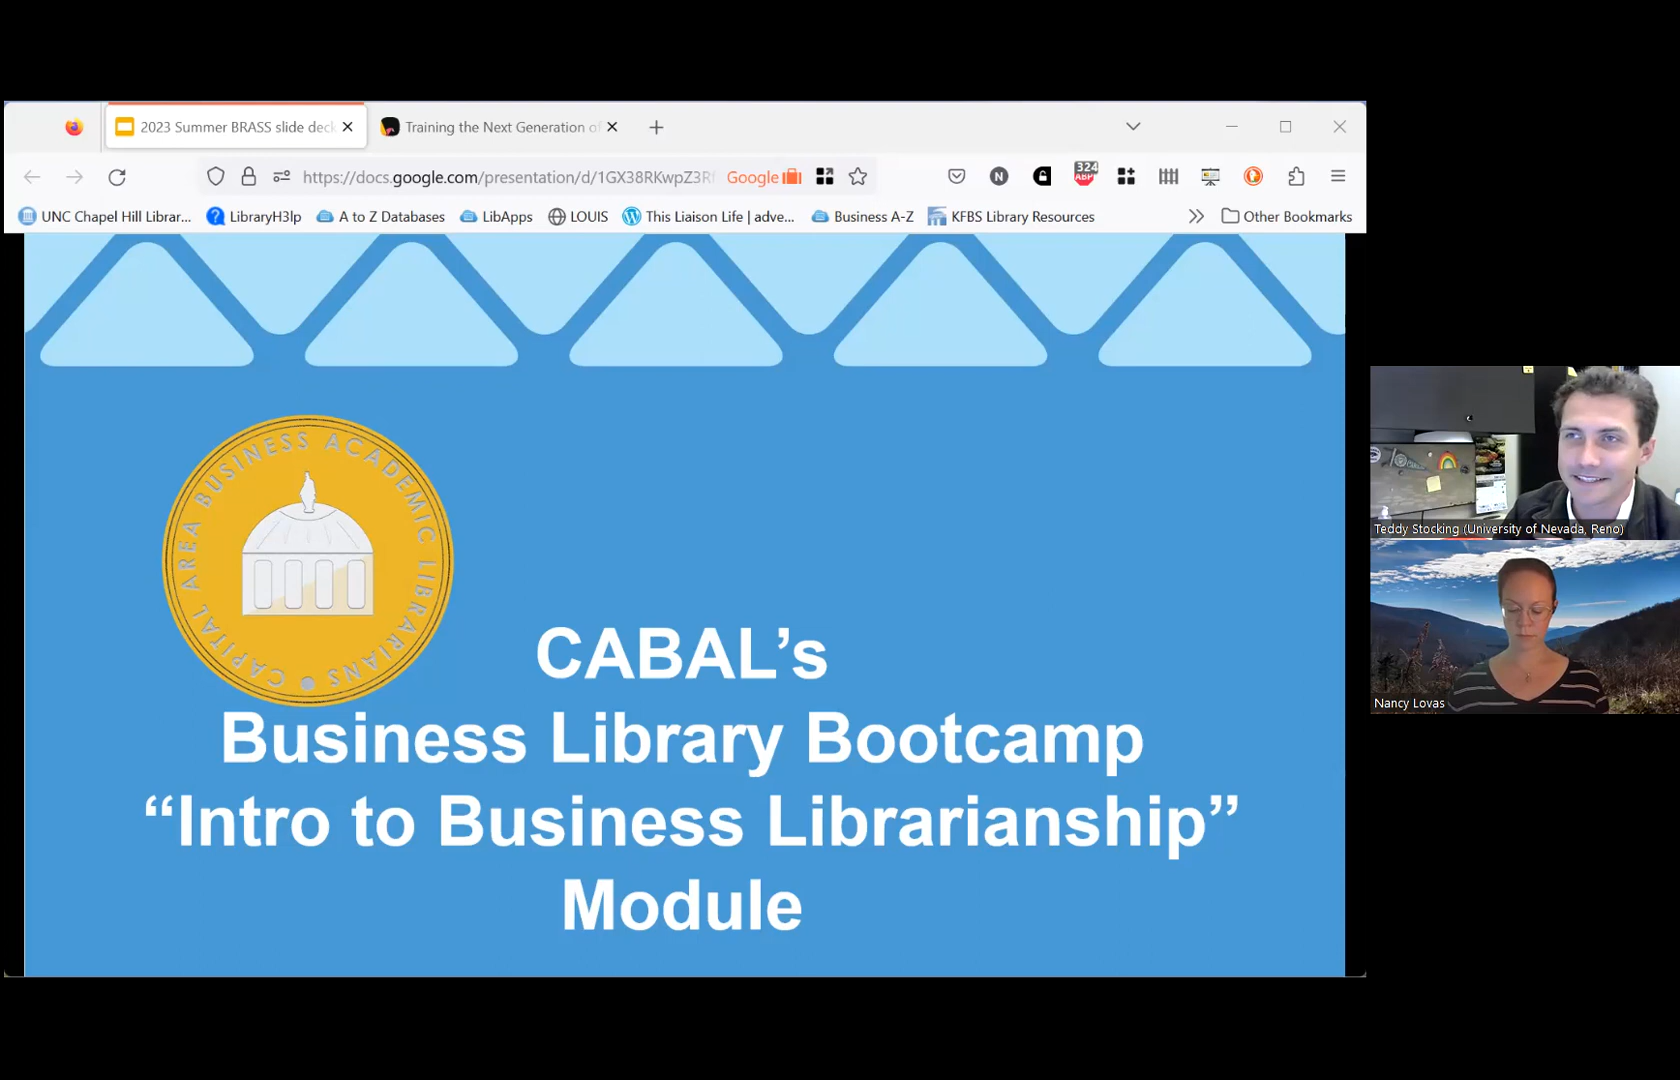 2023 Summer BRASS slide deck
Training the Next Generation of
https://docs.google.com/presentation/d/1GX38RKwpZ3Rf
Google
N
324
ABP
UNC Chapel Hill Librar...
LibraryH3lp
A to Z Databases
LibApps
LOUIS
This Liaison Life | adve...
Business A-Z
KFBS Library Resources
Other Bookmarks
CAPITAL AREA BUSINESS ACADEMIC LIBRARIANS
CABAL’s
Business Library Bootcamp
“Intro to Business Librarianship”
Module
Teddy Stocking (University of Nevada, Reno)
Nancy Lovas